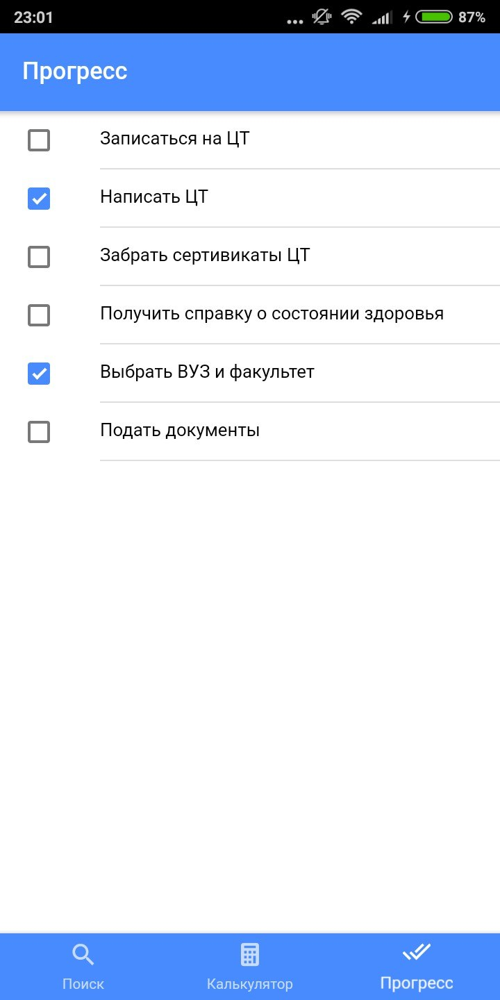 23:01
87%
Прогресс
Записаться на ЦТ
Написать ЦТ
Забрать сертивикаты ЦТ
Получить справку о состоянии здоровья
Выбрать ВУЗ и факультет
Подать документы
Поиск
Калькулятор
Прогресс